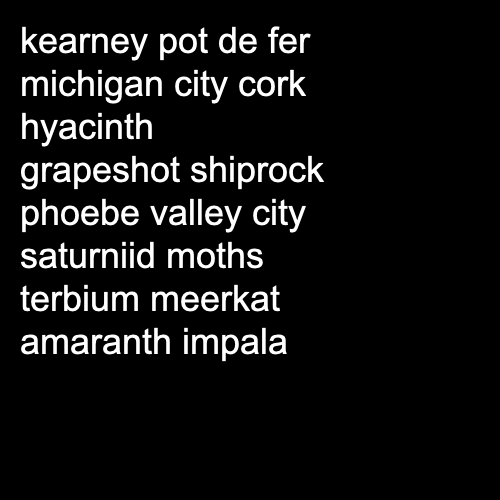 kearney pot de fer
michigan city cork
hyacinth
grapeshot shiprock
phoebe valley city
saturniid moths
terbium meerkat
amaranth impala